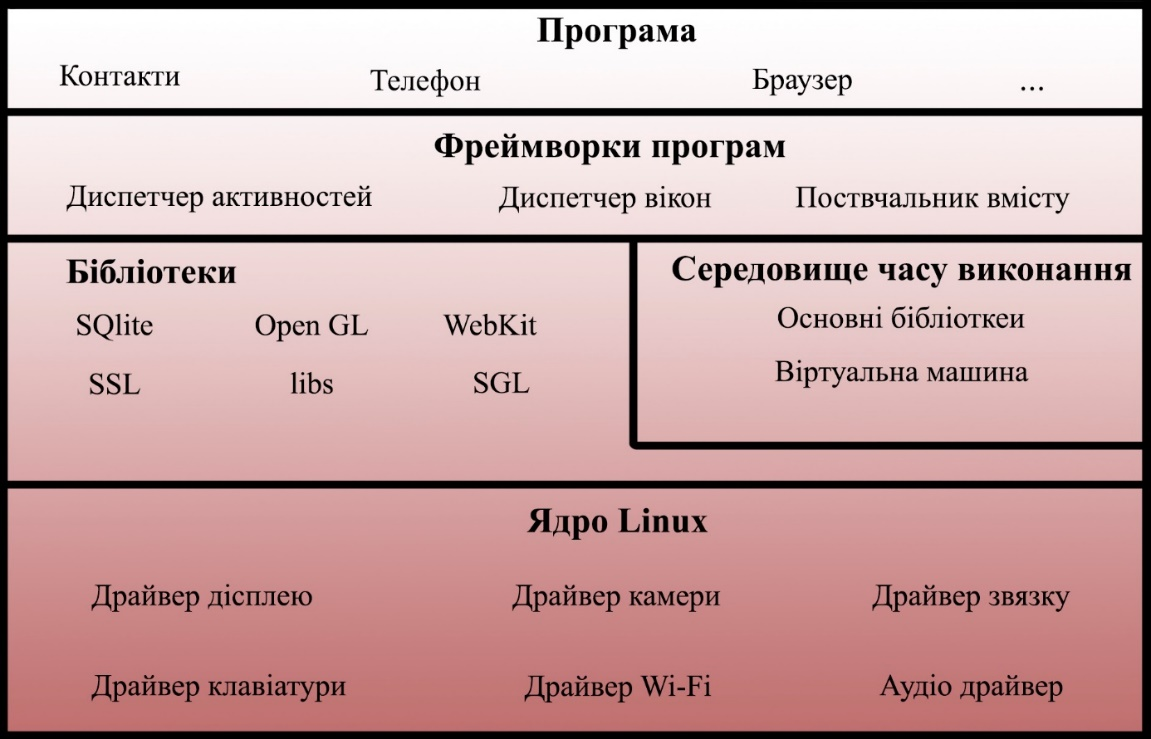 Програма
Контакти Телефон Браузер ...
Фреймворки програм
Диспетчер активностей Диспетчер вікон Поствчальник вмісту
Бібліотеки
SQlite Open GL WebKit
SSL libs SGL
Середовище часу виконання
Основні бібліоткеи
Віртуальна машина
Ядро Linux
Драйвер дісплею Драйвер камери Драйвер звязку
Драйвер клавіатури Драйвер Wi-Fi Аудіо драйвер